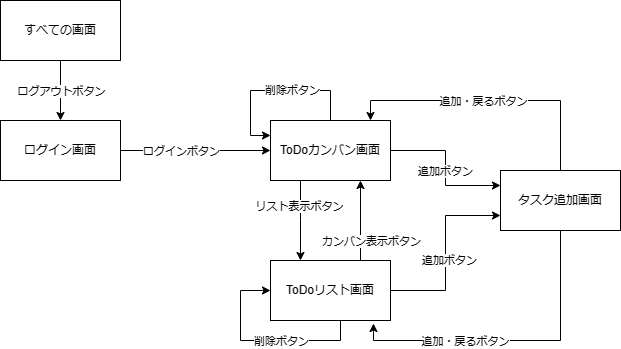 すべての画面
ログアウトボタン
削除ボタン
追加・戻るボタン
ログイン画面
ログインボタン
ToDoカンバン画面
追加ボタン
タスク追加画面
リスト表示ボタン
カンバン表示ボタン
追加ボタン
ToDoリスト画面
削除ボタン
追加・戻るボタン